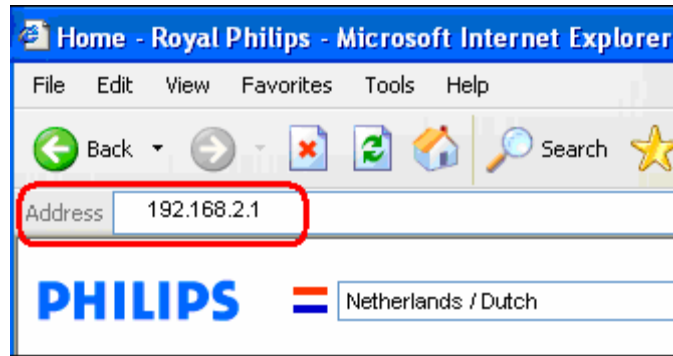 Home - Royal Philips - Microsoft Internet Explorer
File Edit View Favorites Tools Help
Back Search
Address 192.168.2.1
PHILIPS Netherlands / Dutch